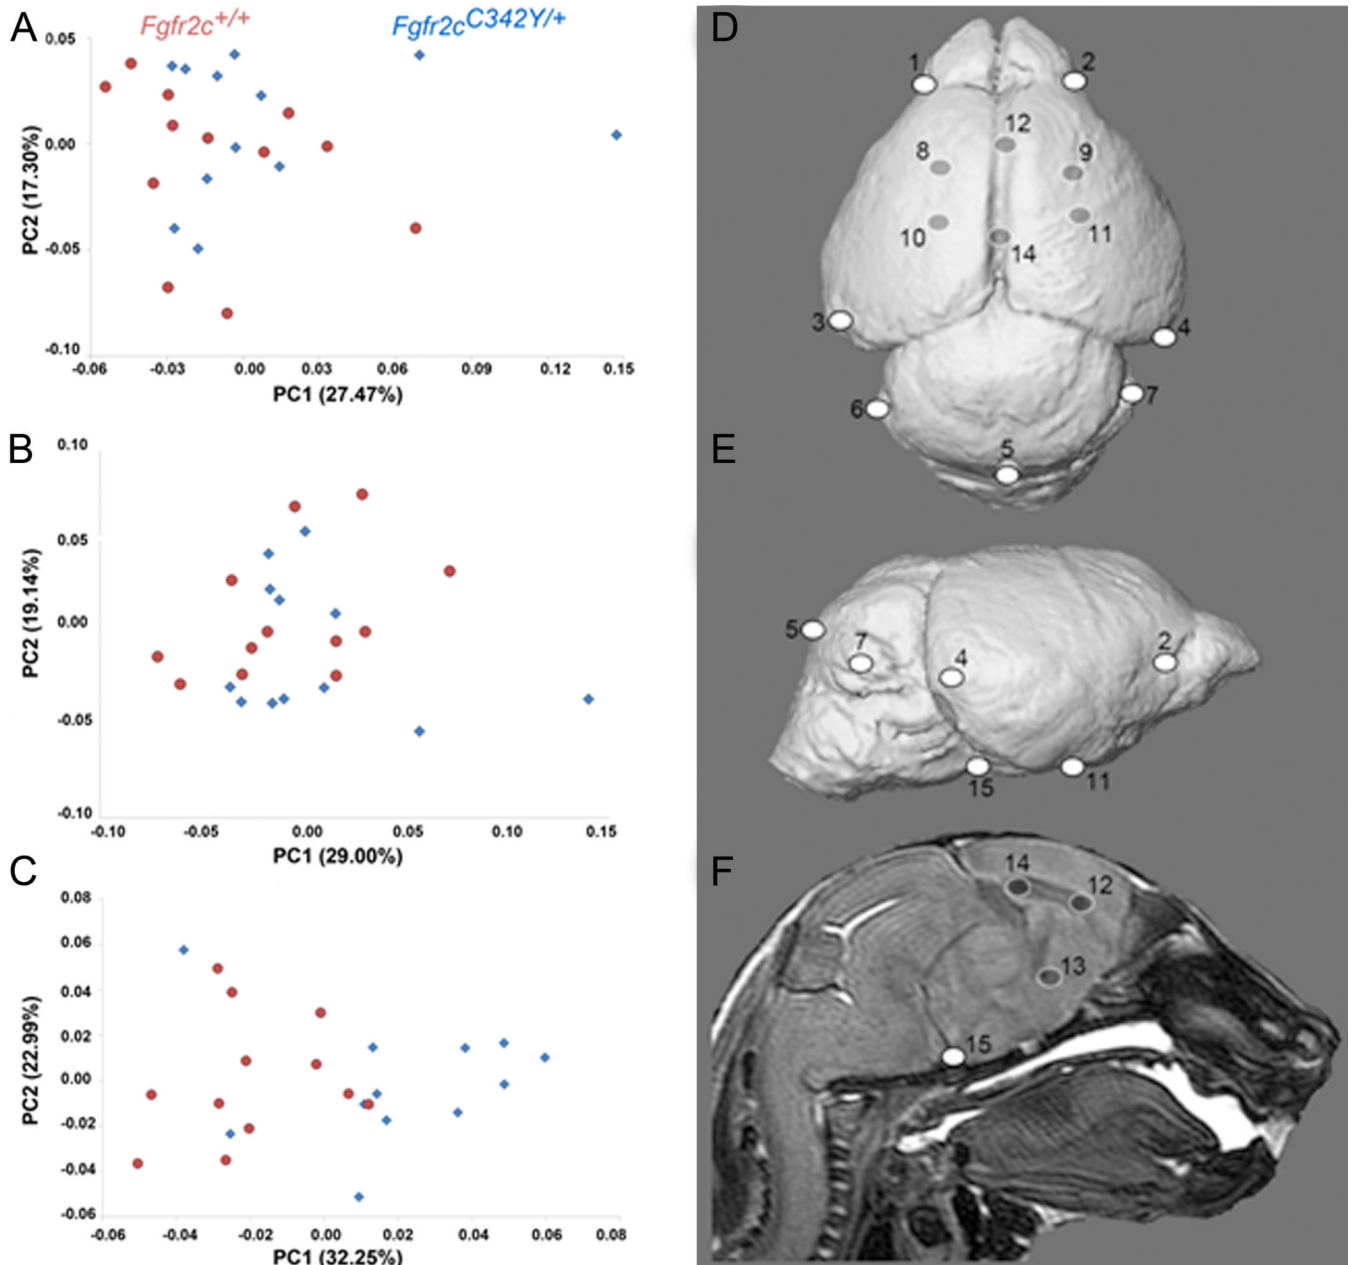 A
Fgfr2c+/+
Fgfr2cC342Y/+
0.05
0.00
-0.05
-0.10
PC2 (17.30%)
-0.06 -0.03 0.00 0.03 0.06 0.09 0.12 0.15
PC1 (27.47%)
B
0.10
0.05
0.00
-0.05
-0.10
PC2 (19.14%)
-0.10 -0.05 0.00 0.05 0.10 0.15
PC1 (29.00%)
C
0.08
0.06
0.04
0.02
0.00
-0.02
-0.04
-0.06
PC2 (22.99%)
-0.06 -0.04 -0.02 0.00 0.02 0.04 0.06 0.08
PC1 (32.25%)
D
1 2
12
8 9
10 11
14
3 4
6 7
5
E
5 7 4 2
15 11
F
14 12
13
15